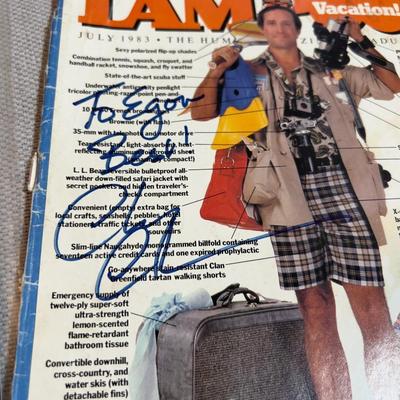 LAMP
Vacation!
JULY 1983 · THE HUM
Sexy polarized flip-up shades
Combination tennis, squash, croquet, and
handball racket, snowshoe, and fly swatter
State-of-the-art scuba stuff
Underwater antiquity penlight
35-mm with telephoto and motor drive
L. L. Bean reversible bulletproof all-
weather down-filled safari jacket with
secret pockets and hidden traveler's-
checks compartment
Convenient (empty) extra bag for
local crafts, seashells, pebbles, hotel
stationery, traffic tickets, and other
souvenirs
Slim-line Naugahyde monogrammed billfold containing
seventeen active credit cards and one expired prophylactic
Go-anywhere stain-resistant Clan
Greenfield tartan walking shorts
Emergency supply of
twelve-ply super-soft
ultra-strength
lemon-scented
flame-retardant
bathroom tissue
Convertible downhill,
cross-country, and
water skis (with
detachable fins)
To Egon